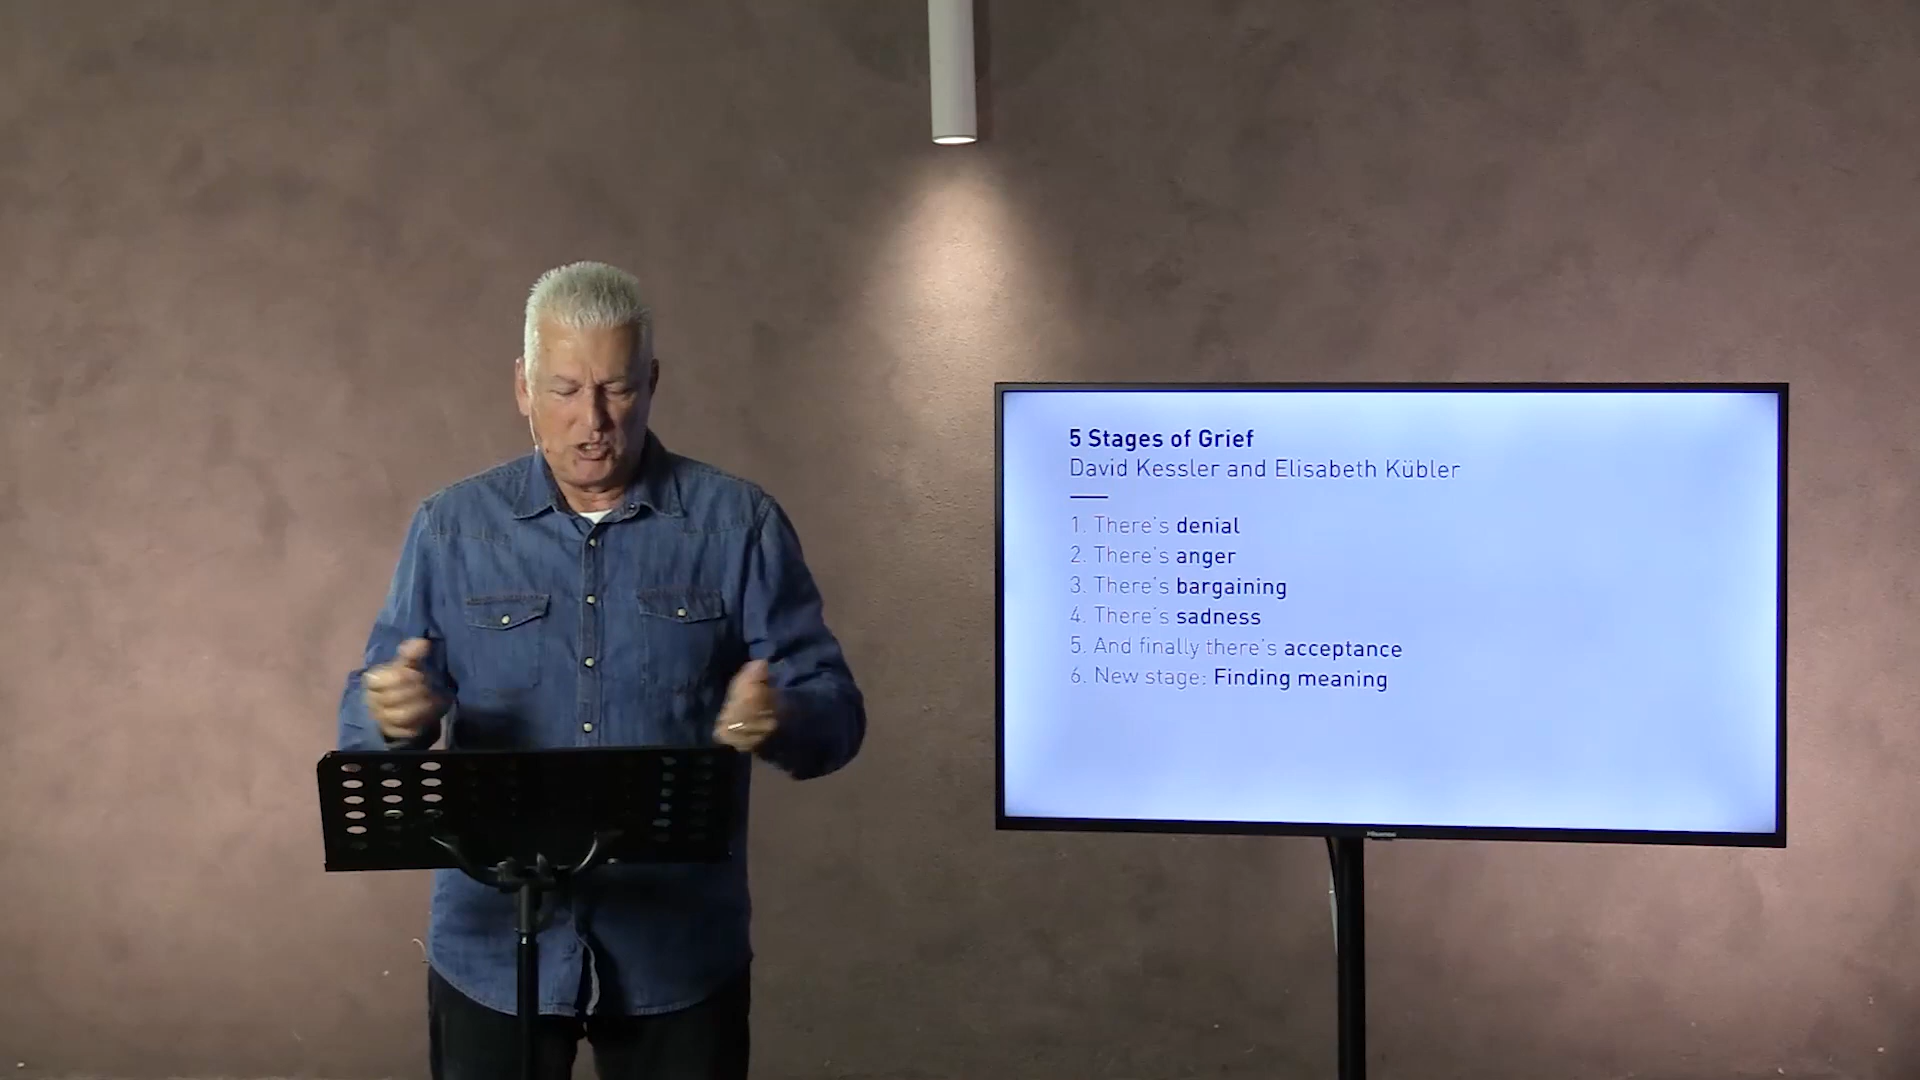 5 Stages of Grief
David Kessler and Elisabeth Kübler
1. There's denial
2. There's anger
3. There's bargaining
4. There's sadness
5. And finally there's acceptance
6. New stage: Finding meaning
Hisense